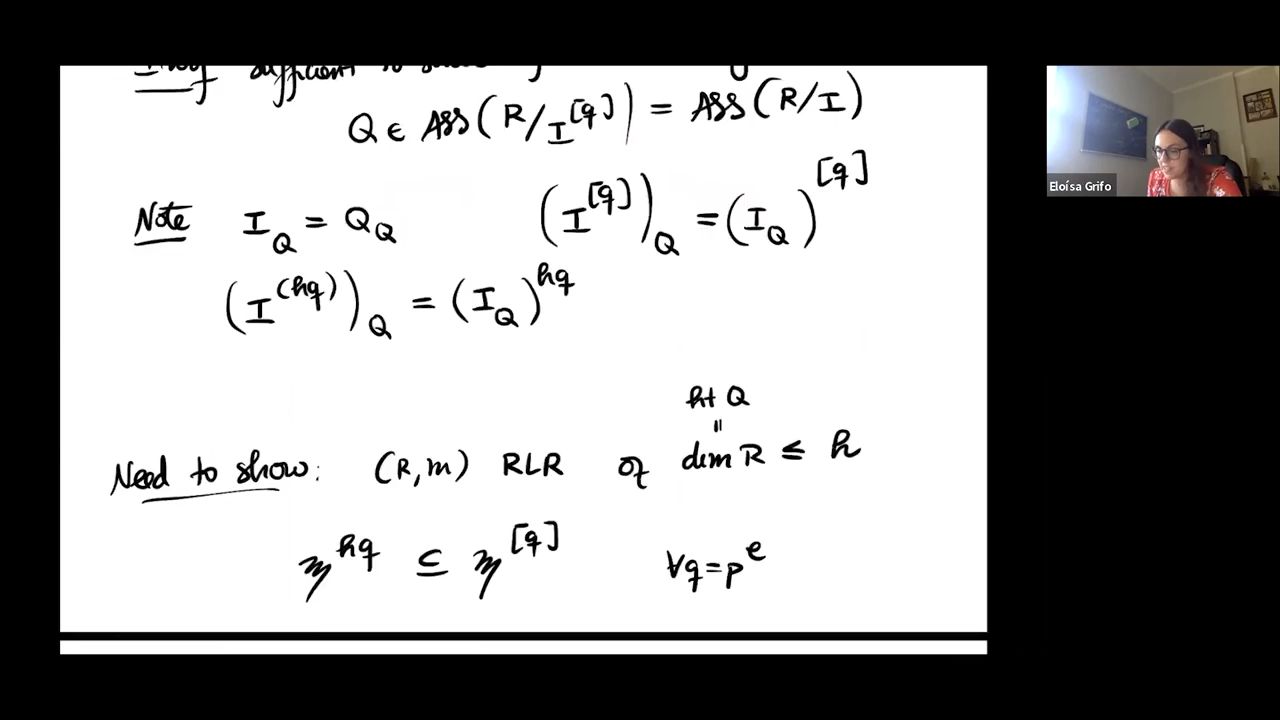 Q ∈ Ass(R/I^[q]) = Ass(R/I)
Note I_Q = Q_Q (I^[q])_Q = (I_Q)^[q]
(I^(hq))_Q = (I_Q)^hq
ht Q
=
Need to show: (R, m) RLR of dim R ≤ h
m^hq ⊆ m^[q] ∀q=p^e
Eloísa Grifo